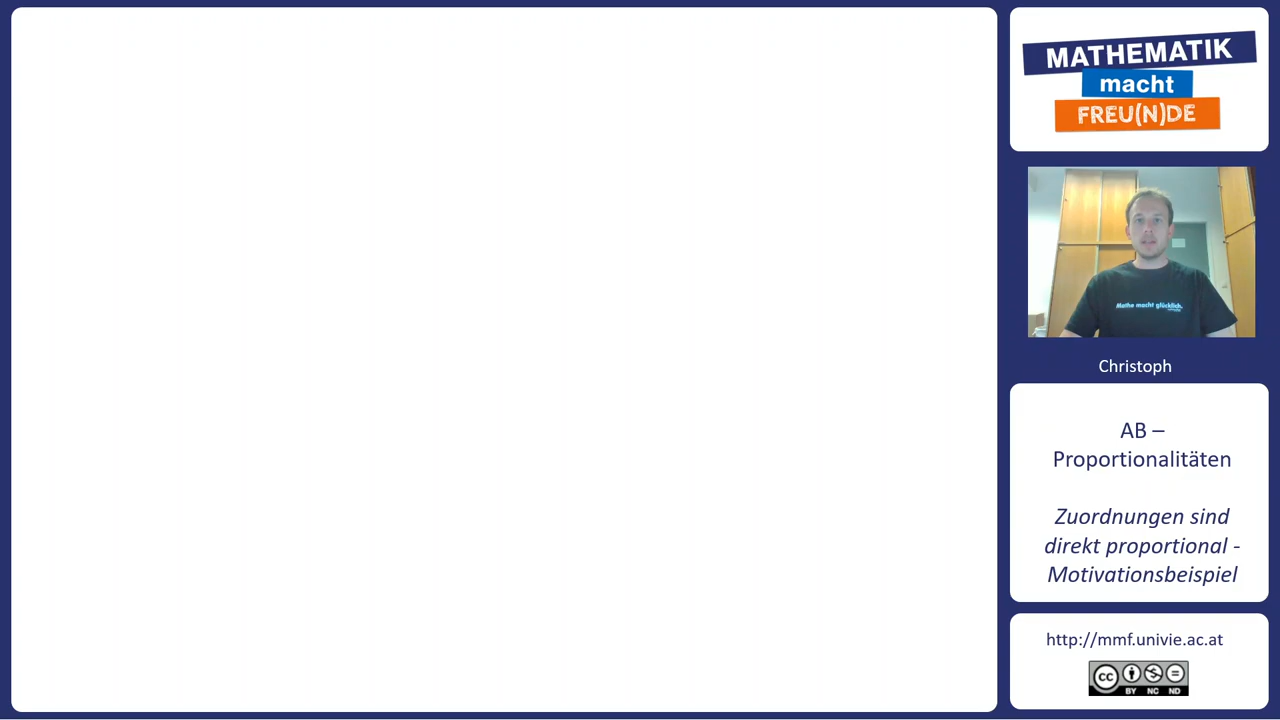 MATHEMATIK
macht
FREU(N)DE
Mathe macht glücklich.
Christoph
AB –
Proportionalitäten
Zuordnungen sind
direkt proportional -
Motivationsbeispiel
http://mmf.univie.ac.at
cc
BY NC ND